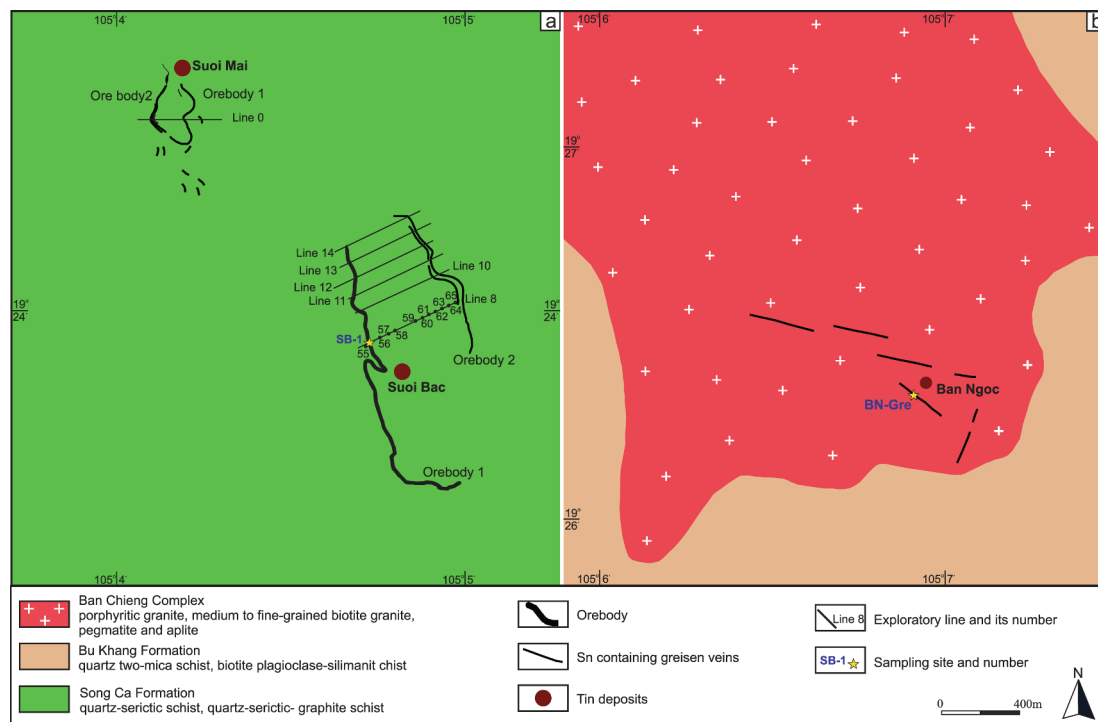 105°4'
105°5'
a
Suoi Mai
Ore body2
Orebody 1
Line 0
Line 14
Line 13
Line 12
Line 11
Line 10
Line 8
19°
24'
19°
24'
65
63
64
61
62
59
60
57
58
56
55
SB-1
Orebody 2
Suoi Bac
Orebody 1
105°4'
105°5'
105°6'
105°7'
b
19°
27'
19°
27'
Ban Ngoc
BN-Gre
19°
26'
19°
26'
105°6'
105°7'
Ban Chieng Complex
porphyritic granite, medium to fine-grained biotite granite,
pegmatite and aplite
Bu Khang Formation
quartz two-mica schist, biotite plagioclase-silimanit chist
Song Ca Formation
quartz-serictic schist, quartz-serictic- graphite schist
Orebody
Sn containing greisen veins
Tin deposits
Line 8
Exploratory line and its number
SB-1
Sampling site and number
0
400m
N